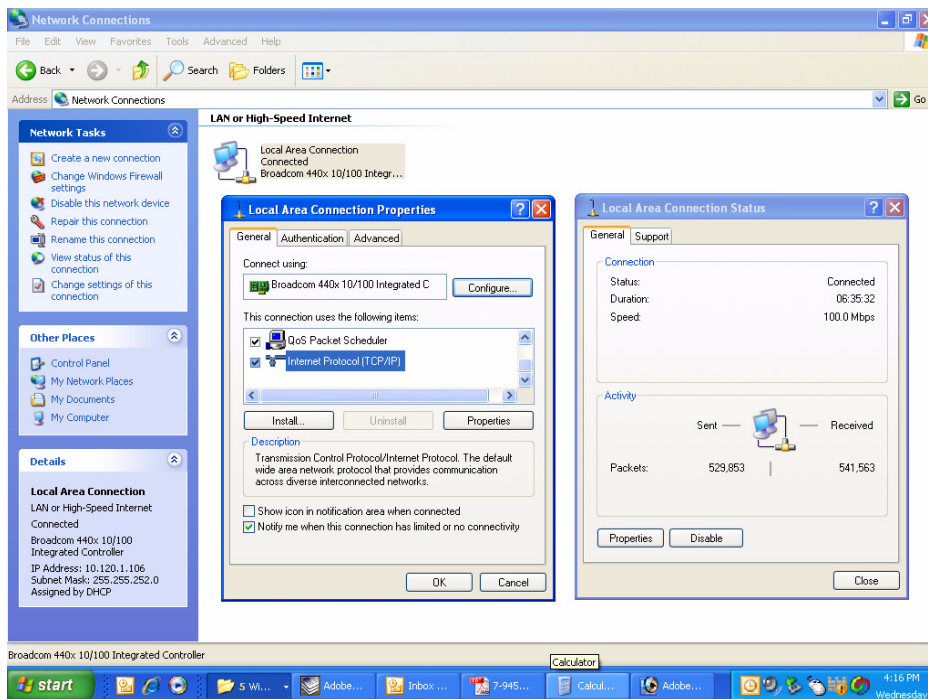 Network Connections
File Edit View Favorites Tools Advanced Help
Back Search Folders
Address Network Connections Go
Network Tasks
Create a new connection
Change Windows Firewall
settings
Disable this network device
Repair this connection
Rename this connection
View status of this
connection
Change settings of this
connection
Other Places
Control Panel
My Network Places
My Documents
My Computer
Details
Local Area Connection
LAN or High-Speed Internet
Connected
Broadcom 440x 10/100
Integrated Controller
IP Address: 10.120.1.106
Subnet Mask: 255.255.252.0
Assigned by DHCP
LAN or High-Speed Internet
Local Area Connection
Connected
Broadcom 440x 10/100 Integr...
Local Area Connection Properties
General Authentication Advanced
Connect using:
Broadcom 440x 10/100 Integrated C Configure...
This connection uses the following items:
QoS Packet Scheduler
Internet Protocol (TCP/IP)
Install... Uninstall Properties
Description
Transmission Control Protocol/Internet Protocol. The default
wide area network protocol that provides communication
across diverse interconnected networks.
Show icon in notification area when connected
Notify me when this connection has limited or no connectivity
OK Cancel
Local Area Connection Status
General Support
Connection
Status: Connected
Duration: 06:35:32
Speed: 100.0 Mbps
Activity
Sent Received
Packets: 529,853 541,563
Properties Disable
Close
Broadcom 440x 10/100 Integrated Controller
Calculator
start 5 Wi... Adobe... Inbox ... 7-945... Calcul... Adobe... 4:16 PM
Wednesday